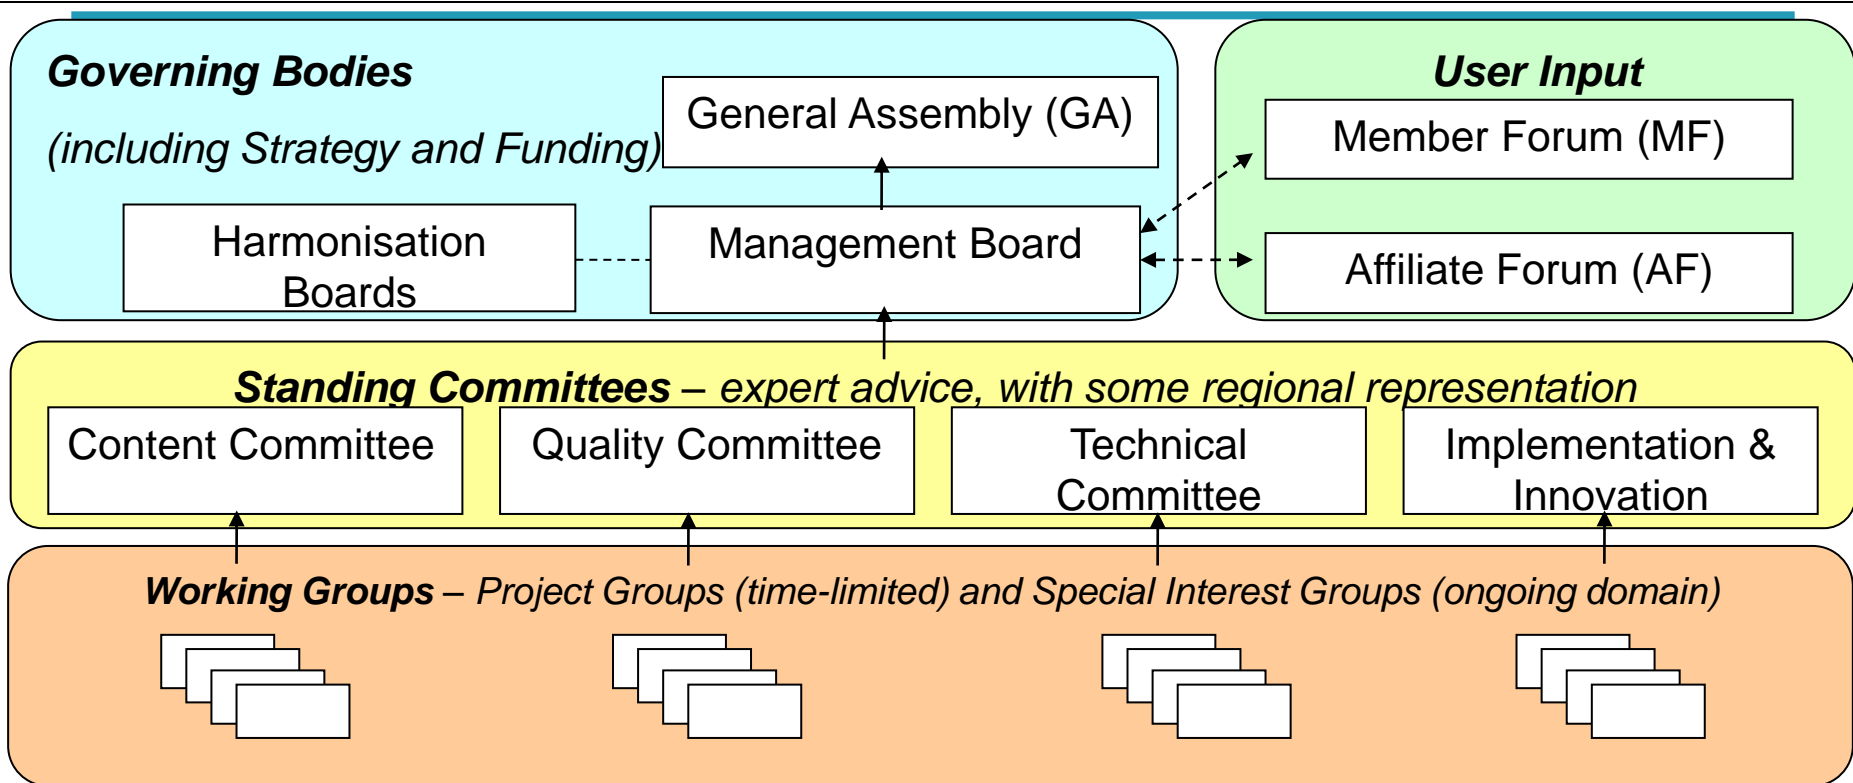 Governing Bodies
(including Strategy and Funding)
General Assembly (GA)
Harmonisation
Boards
Management Board
User Input
Member Forum (MF)
Affiliate Forum (AF)
Standing Committees – expert advice, with some regional representation
Content Committee
Quality Committee
Technical
Committee
Implementation &
Innovation
Working Groups – Project Groups (time-limited) and Special Interest Groups (ongoing domain)